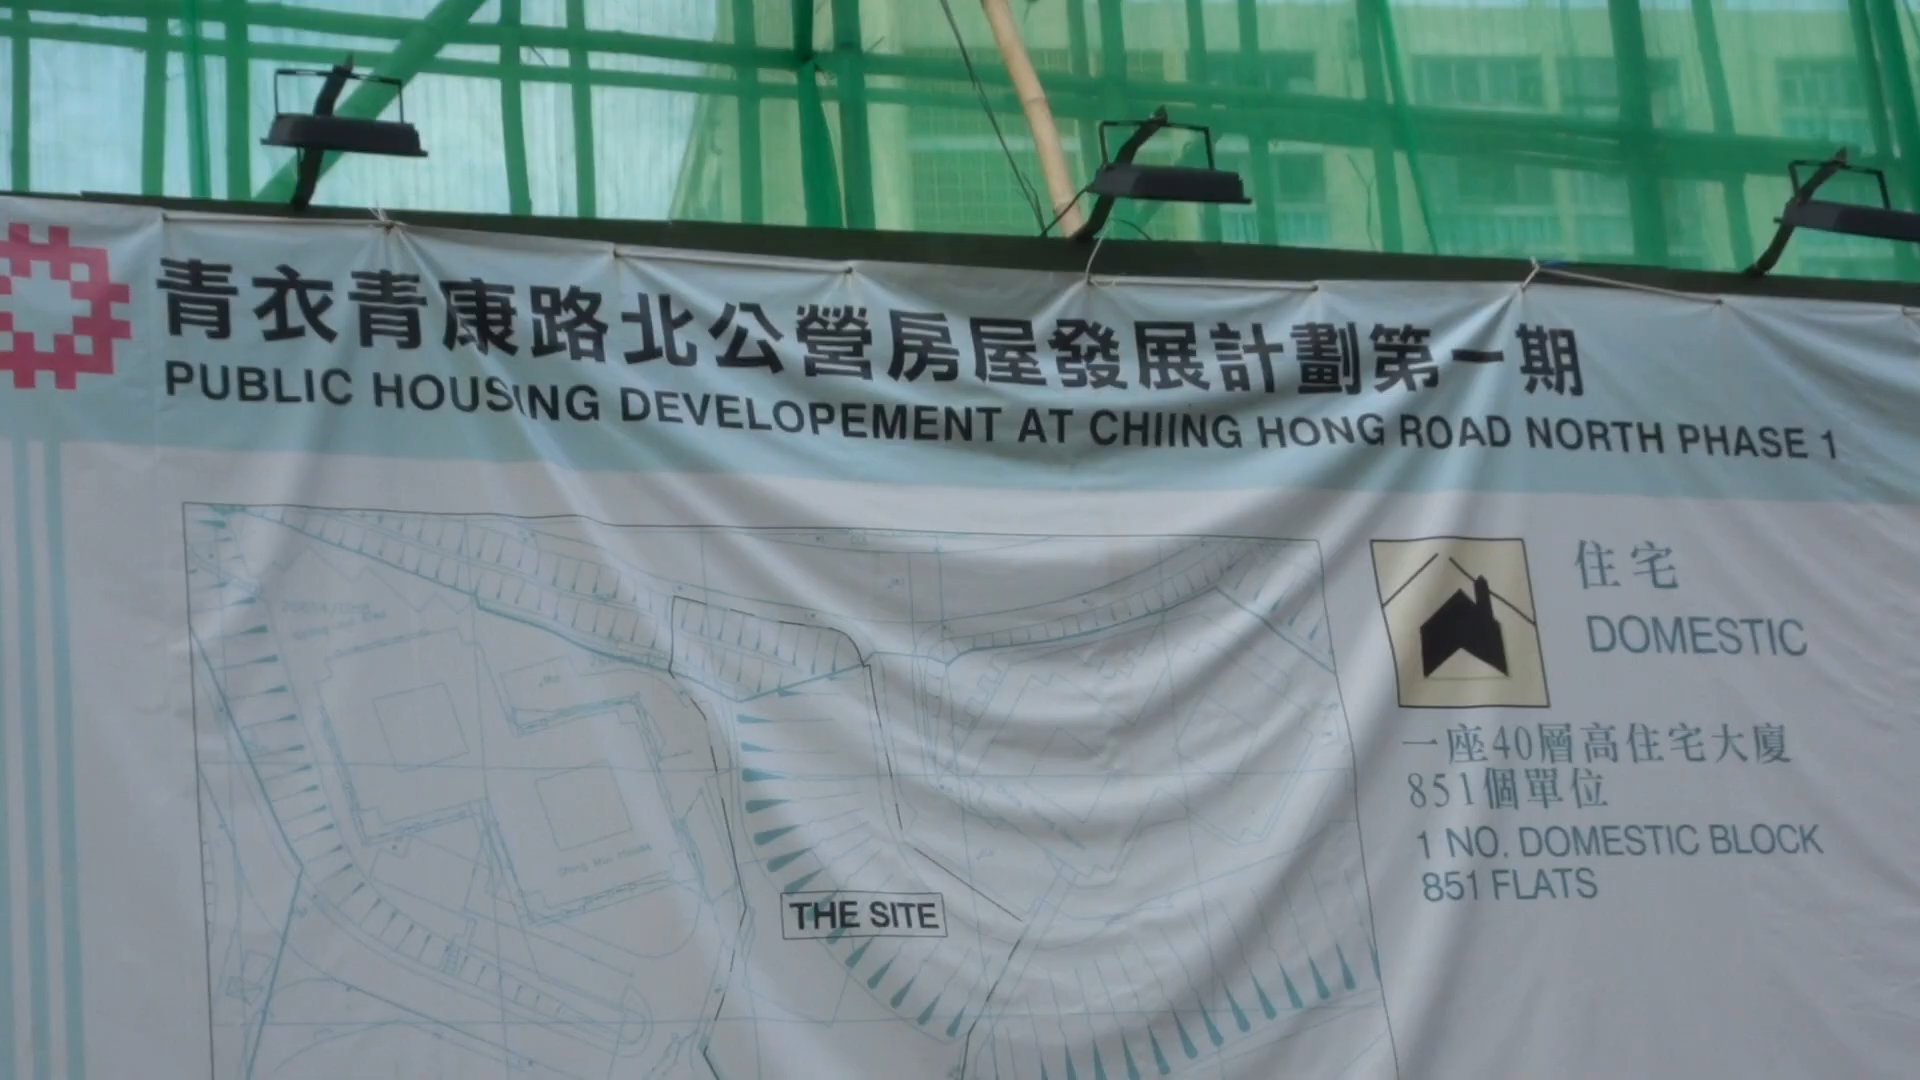 青衣青康路北公營房屋發展計劃第一期
PUBLIC HOUSING DEVELOPEMENT AT CHIING HONG ROAD NORTH PHASE 1
住宅
DOMESTIC
一座40層高住宅大廈
851個單位
1 NO. DOMESTIC BLOCK
851 FLATS
THE SITE